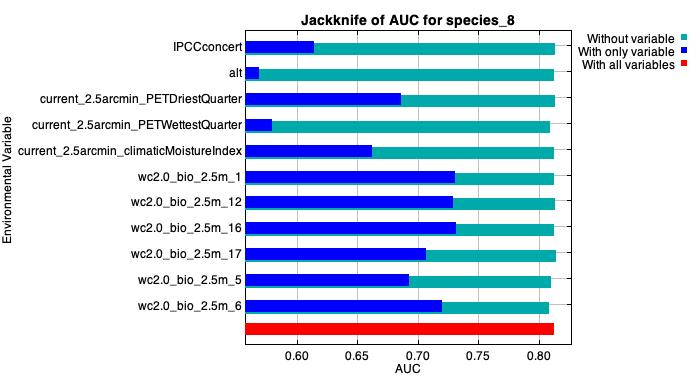 Jackknife of AUC for species_8
Without variable
With only variable
With all variables
Environmental Variable
IPCCconcert
alt
current_2.5arcmin_PETDriestQuarter
current_2.5arcmin_PETWettestQuarter
current_2.5arcmin_climaticMoistureIndex
wc2.0_bio_2.5m_1
wc2.0_bio_2.5m_12
wc2.0_bio_2.5m_16
wc2.0_bio_2.5m_17
wc2.0_bio_2.5m_5
wc2.0_bio_2.5m_6
0.60 0.65 0.70 0.75 0.80
AUC